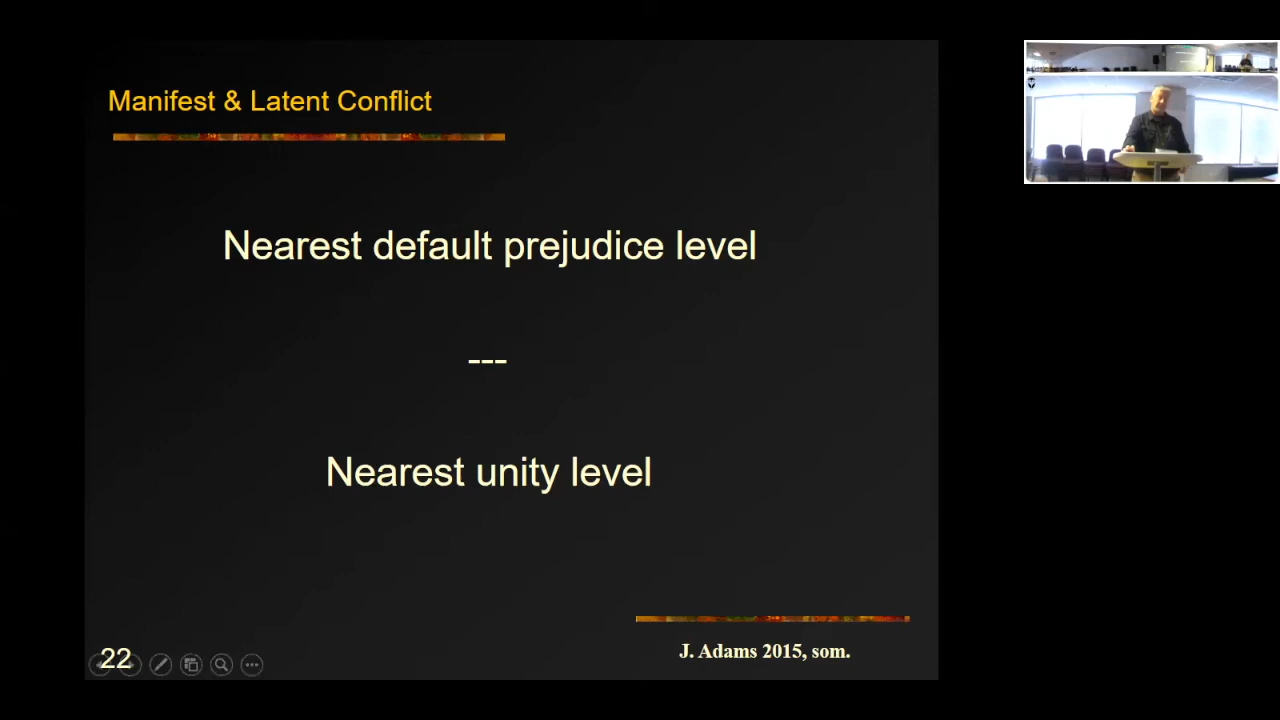 Manifest & Latent Conflict
Nearest default prejudice level
---
Nearest unity level
J. Adams 2015, som.
22